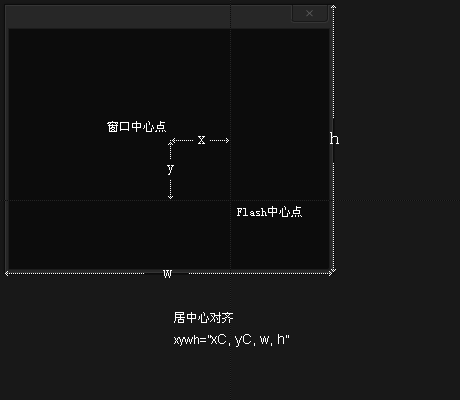 ×
窗口中心点
x
h
y
Flash中心点
w
居中心对齐
xywh="xC, yC, w, h"